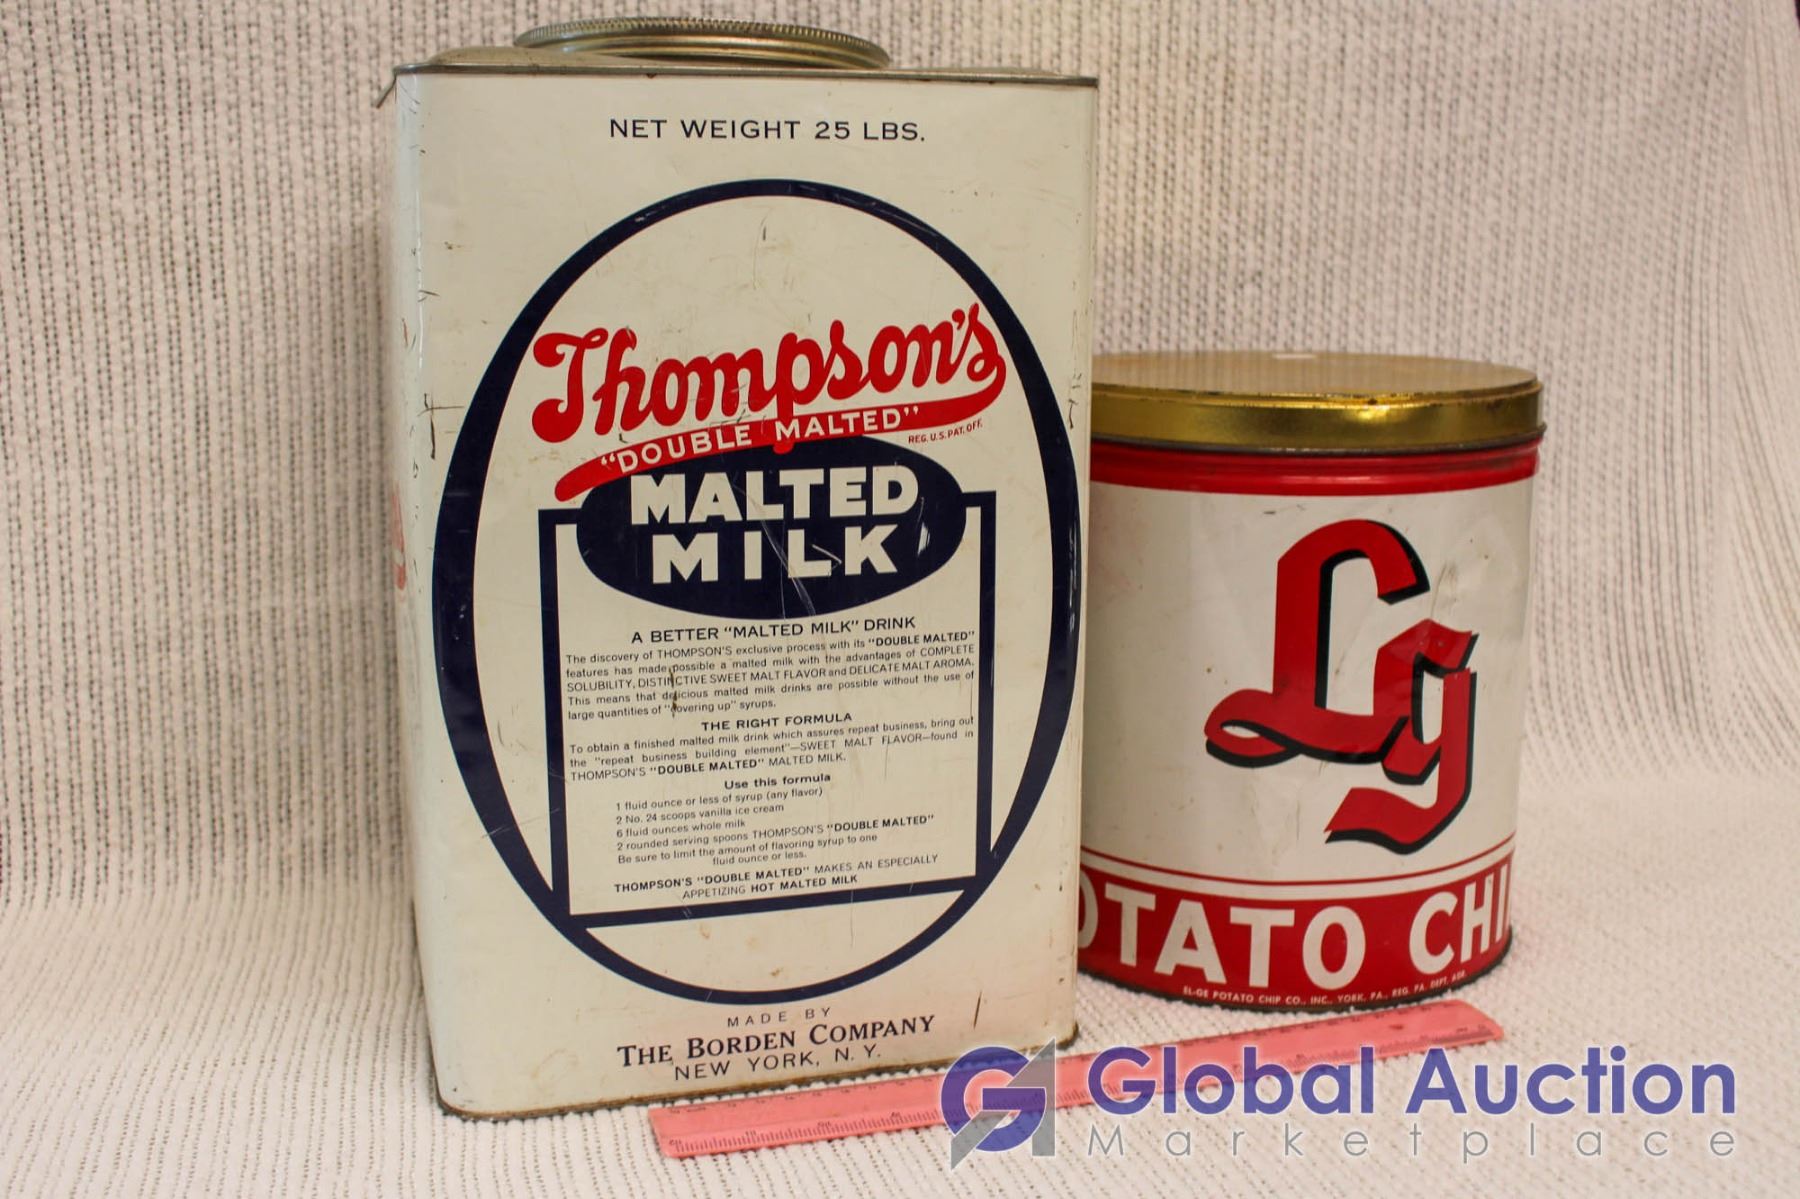 NET WEIGHT 25 LBS.
Thompson's
"DOUBLE MALTED"
REG. U.S. PAT. OFF.
MALTED
MILK
A BETTER "MALTED MILK" DRINK
The discovery of THOMPSON'S exclusive process with its "DOUBLE MALTED"
features has made possible a malted milk with the advantages of COMPLETE
SOLUBILITY, DISTINCTIVE SWEET MALT FLAVOR and DELICATE MALT AROMA.
This means that delicious malted milk drinks are possible without the use of
large quantities of "covering up" syrups.
THE RIGHT FORMULA
To obtain a finished malted milk drink which assures repeat business, bring out
the "repeat business building element"—SWEET MALT FLAVOR—found in
THOMPSON'S "DOUBLE MALTED" MALTED MILK.
Use this formula
1 fluid ounce or less of syrup (any flavor)
2 No. 24 scoops vanilla ice cream
6 fluid ounces whole milk
2 rounded serving spoons THOMPSON'S "DOUBLE MALTED"
Be sure to limit the amount of flavoring syrup to one
fluid ounce or less.
THOMPSON'S "DOUBLE MALTED" MAKES AN ESPECIALLY
APPETIZING HOT MALTED MILK
MADE BY
THE BORDEN COMPANY
NEW YORK, N. Y.
Lg
OTATO CHI
EL-GE POTATO CHIP CO., INC., YORK, PA., REG. PA. DEPT. AGR.
Global Auction
Marketplace